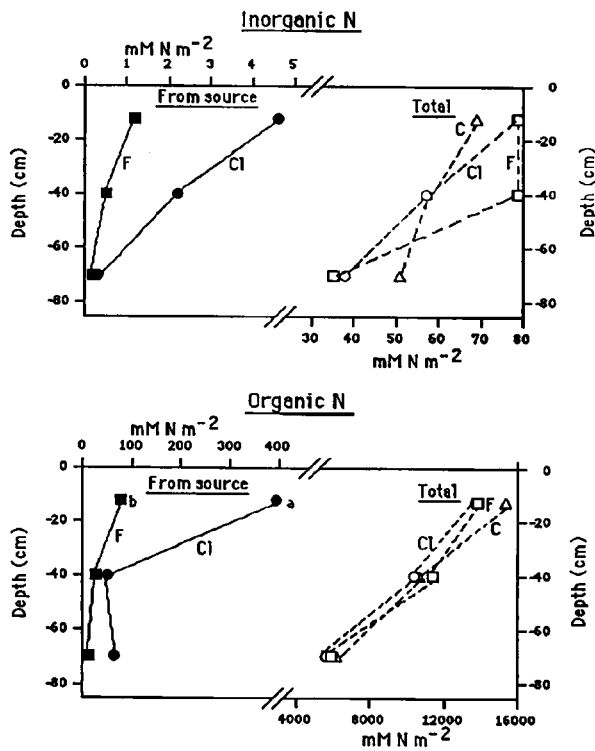 Inorganic N
mM N m-2
0 1 2 3 4 5
From source
Total
F
Cl
C
Cl
F
0
-20
-40
-60
-80
Depth (cm)
0
-20
-40
-60
-80
Depth (cm)
30 40 50 60 70 80
mM N m-2
Organic N
mM N m-2
0 100 200 300 400
From source
Total
b
a
F
Cl
F
Cl
C
0
-20
-40
-60
-80
Depth (cm)
0
-20
-40
-60
-80
Depth (cm)
4000 8000 12000 16000
mM N m-2